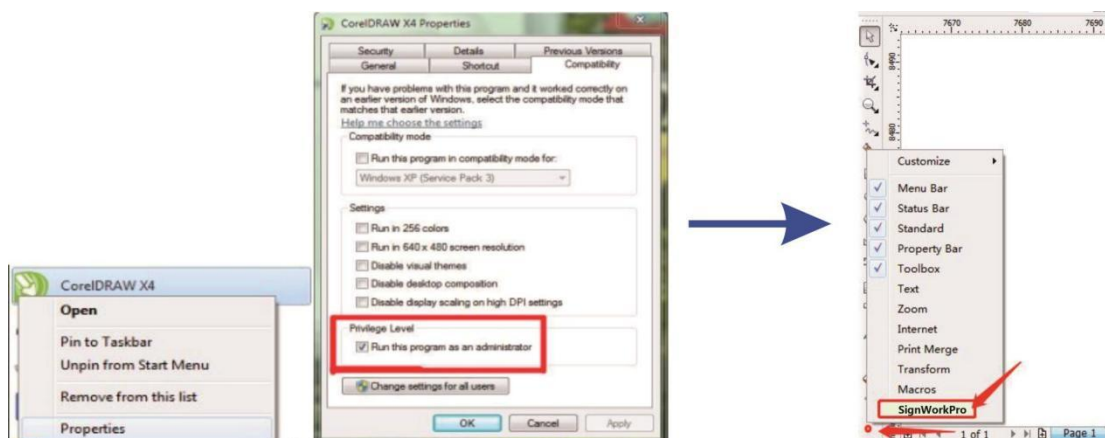 CorelDRAW X4
Open
Pin to Taskbar
Unpin from Start Menu
Remove from this list
Properties
CorelDRAW X4 Properties
Security Details Previous Versions
General Shortcut Compatibility
If you have problems with this program and it worked correctly on
an earlier version of Windows, select the compatibility mode that
matches that earlier version.
Help me choose the settings
Compatibility mode
Run this program in compatibility mode for:
Windows XP (Service Pack 3)
Settings
Run in 256 colors
Run in 640 x 480 screen resolution
Disable visual themes
Disable desktop composition
Disable display scaling on high DPI settings
Privilege Level
Run this program as an administrator
Change settings for all users
OK Cancel Apply
7670 7680 7690
8490
8480
Customize
Menu Bar
Status Bar
Standard
Property Bar
Toolbox
Text
Zoom
Internet
Print Merge
Transform
Macros
SignWorkPro
1 of 1 Page 1